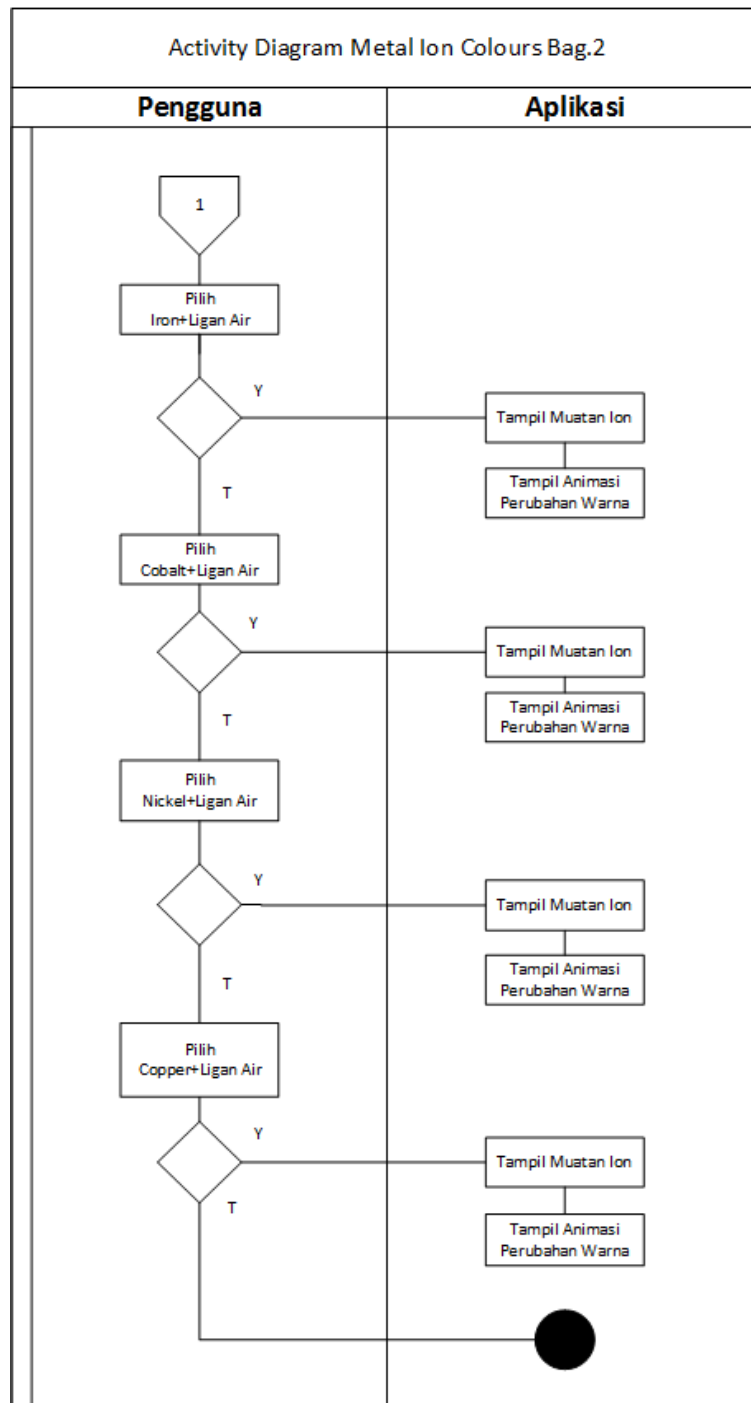 Activity Diagram Metal Ion Colours Bag.2
Pengguna
Aplikasi
1
Pilih
Iron+Ligan Air
Y
Tampil Muatan Ion
Tampil Animasi
Perubahan Warna
T
Pilih
Cobalt+Ligan Air
Y
Tampil Muatan Ion
Tampil Animasi
Perubahan Warna
T
Pilih
Nickel+Ligan Air
Y
Tampil Muatan Ion
Tampil Animasi
Perubahan Warna
T
Pilih
Copper+Ligan Air
Y
Tampil Muatan Ion
T
Tampil Animasi
Perubahan Warna